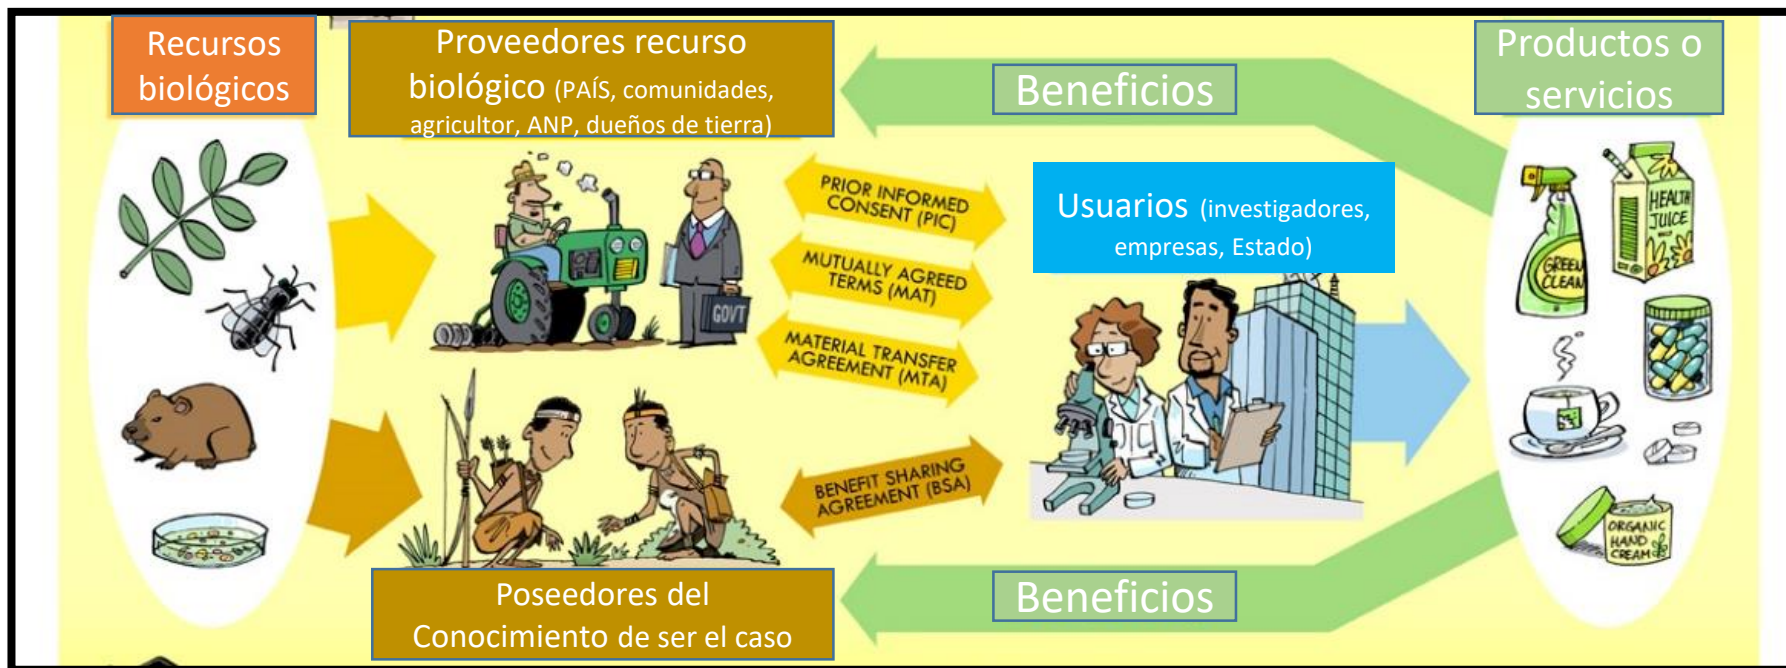 Recursos
biológicos
Proveedores recurso
biológico (PAÍS, comunidades,
agricultor, ANP, dueños de tierra)
Beneficios
Productos o
servicios
PRIOR INFORMED
CONSENT (PIC)
MUTUALLY AGREED
TERMS (MAT)
MATERIAL TRANSFER
AGREEMENT (MTA)
GOVT
Usuarios (investigadores,
empresas, Estado)
HEALTH
JUICE
GREEN
CLEAN
BENEFIT SHARING
AGREEMENT (BSA)
ORGANIC
HAND
CREAM
Poseedores del
Conocimiento de ser el caso
Beneficios